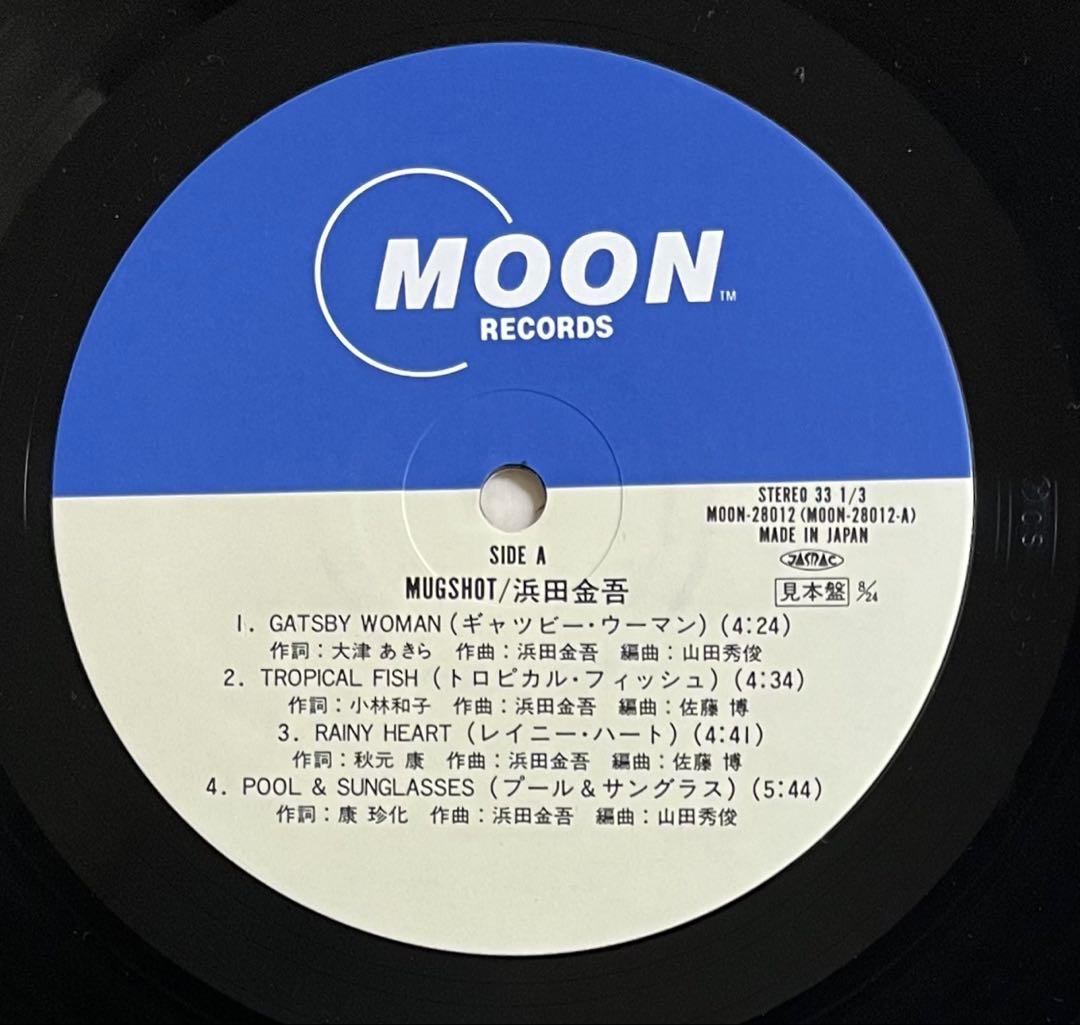 MOON™
RECORDS
STEREO 33 1/3
MOON-28012 (MOON-28012-A)
MADE IN JAPAN
JASRAC
見本盤 8/24
SIDE A
MUGSHOT/浜田金吾
1. GATSBY WOMAN (ギャツビー・ウーマン) (4:24)
作詞：大津 あきら 作曲：浜田金吾 編曲：山田秀俊
2. TROPICAL FISH (トロピカル・フィッシュ) (4:34)
作詞：小林和子 作曲：浜田金吾 編曲：佐藤 博
3. RAINY HEART (レイニー・ハート) (4:41)
作詞：秋元 康 作曲：浜田金吾 編曲：佐藤 博
4. POOL & SUNGLASSES (プール&サングラス) (5:44)
作詞：康 珍化 作曲：浜田金吾 編曲：山田秀俊